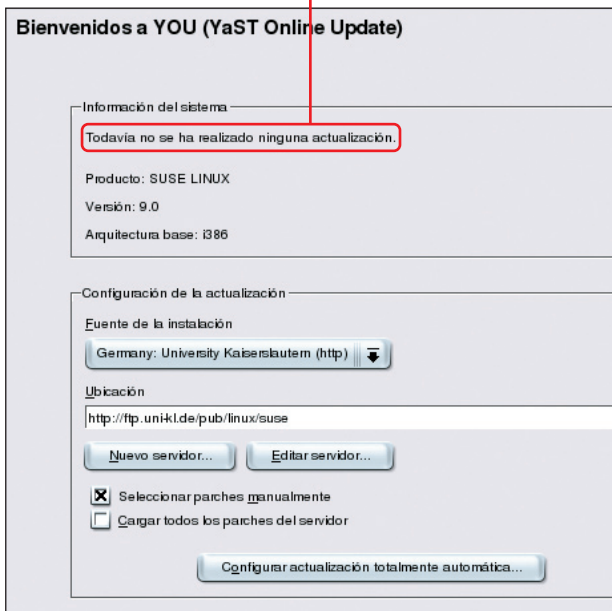 Bienvenidos a YOU (YaST Online Update)
Información del sistema
Todavía no se ha realizado ninguna actualización.
Producto: SUSE LINUX
Versión: 9.0
Arquitectura base: i386
Configuración de la actualización
Fuente de la instalación
Germany: University Kaiserslautern (http)
Ubicación
http://ftp.uni-kl.de/pub/linux/suse
Nuevo servidor... Editar servidor...
Seleccionar parches manualmente
Cargar todos los parches del servidor
Configurar actualización totalmente automática...